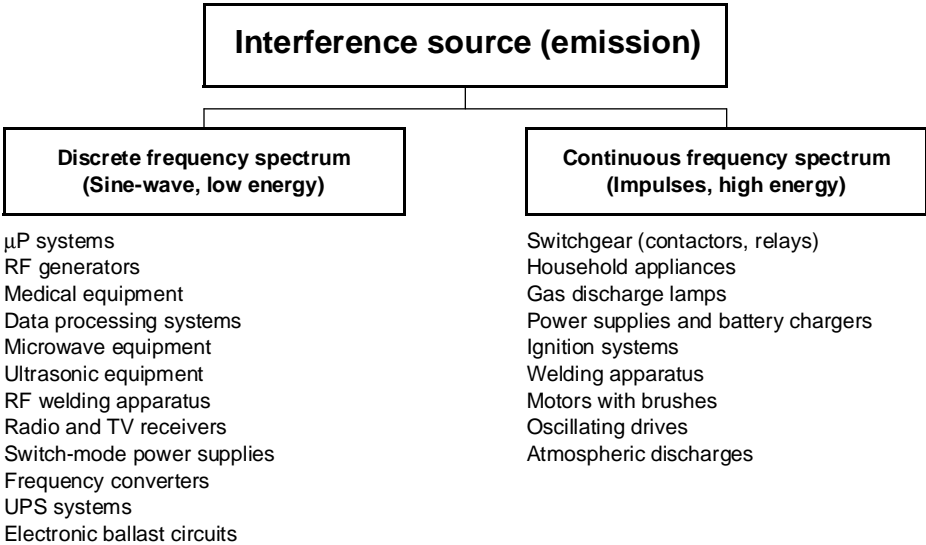 Interference source (emission)
Discrete frequency spectrum
(Sine-wave, low energy)
μP systems
RF generators
Medical equipment
Data processing systems
Microwave equipment
Ultrasonic equipment
RF welding apparatus
Radio and TV receivers
Switch-mode power supplies
Frequency converters
UPS systems
Electronic ballast circuits
Continuous frequency spectrum
(Impulses, high energy)
Switchgear (contactors, relays)
Household appliances
Gas discharge lamps
Power supplies and battery chargers
Ignition systems
Welding apparatus
Motors with brushes
Oscillating drives
Atmospheric discharges